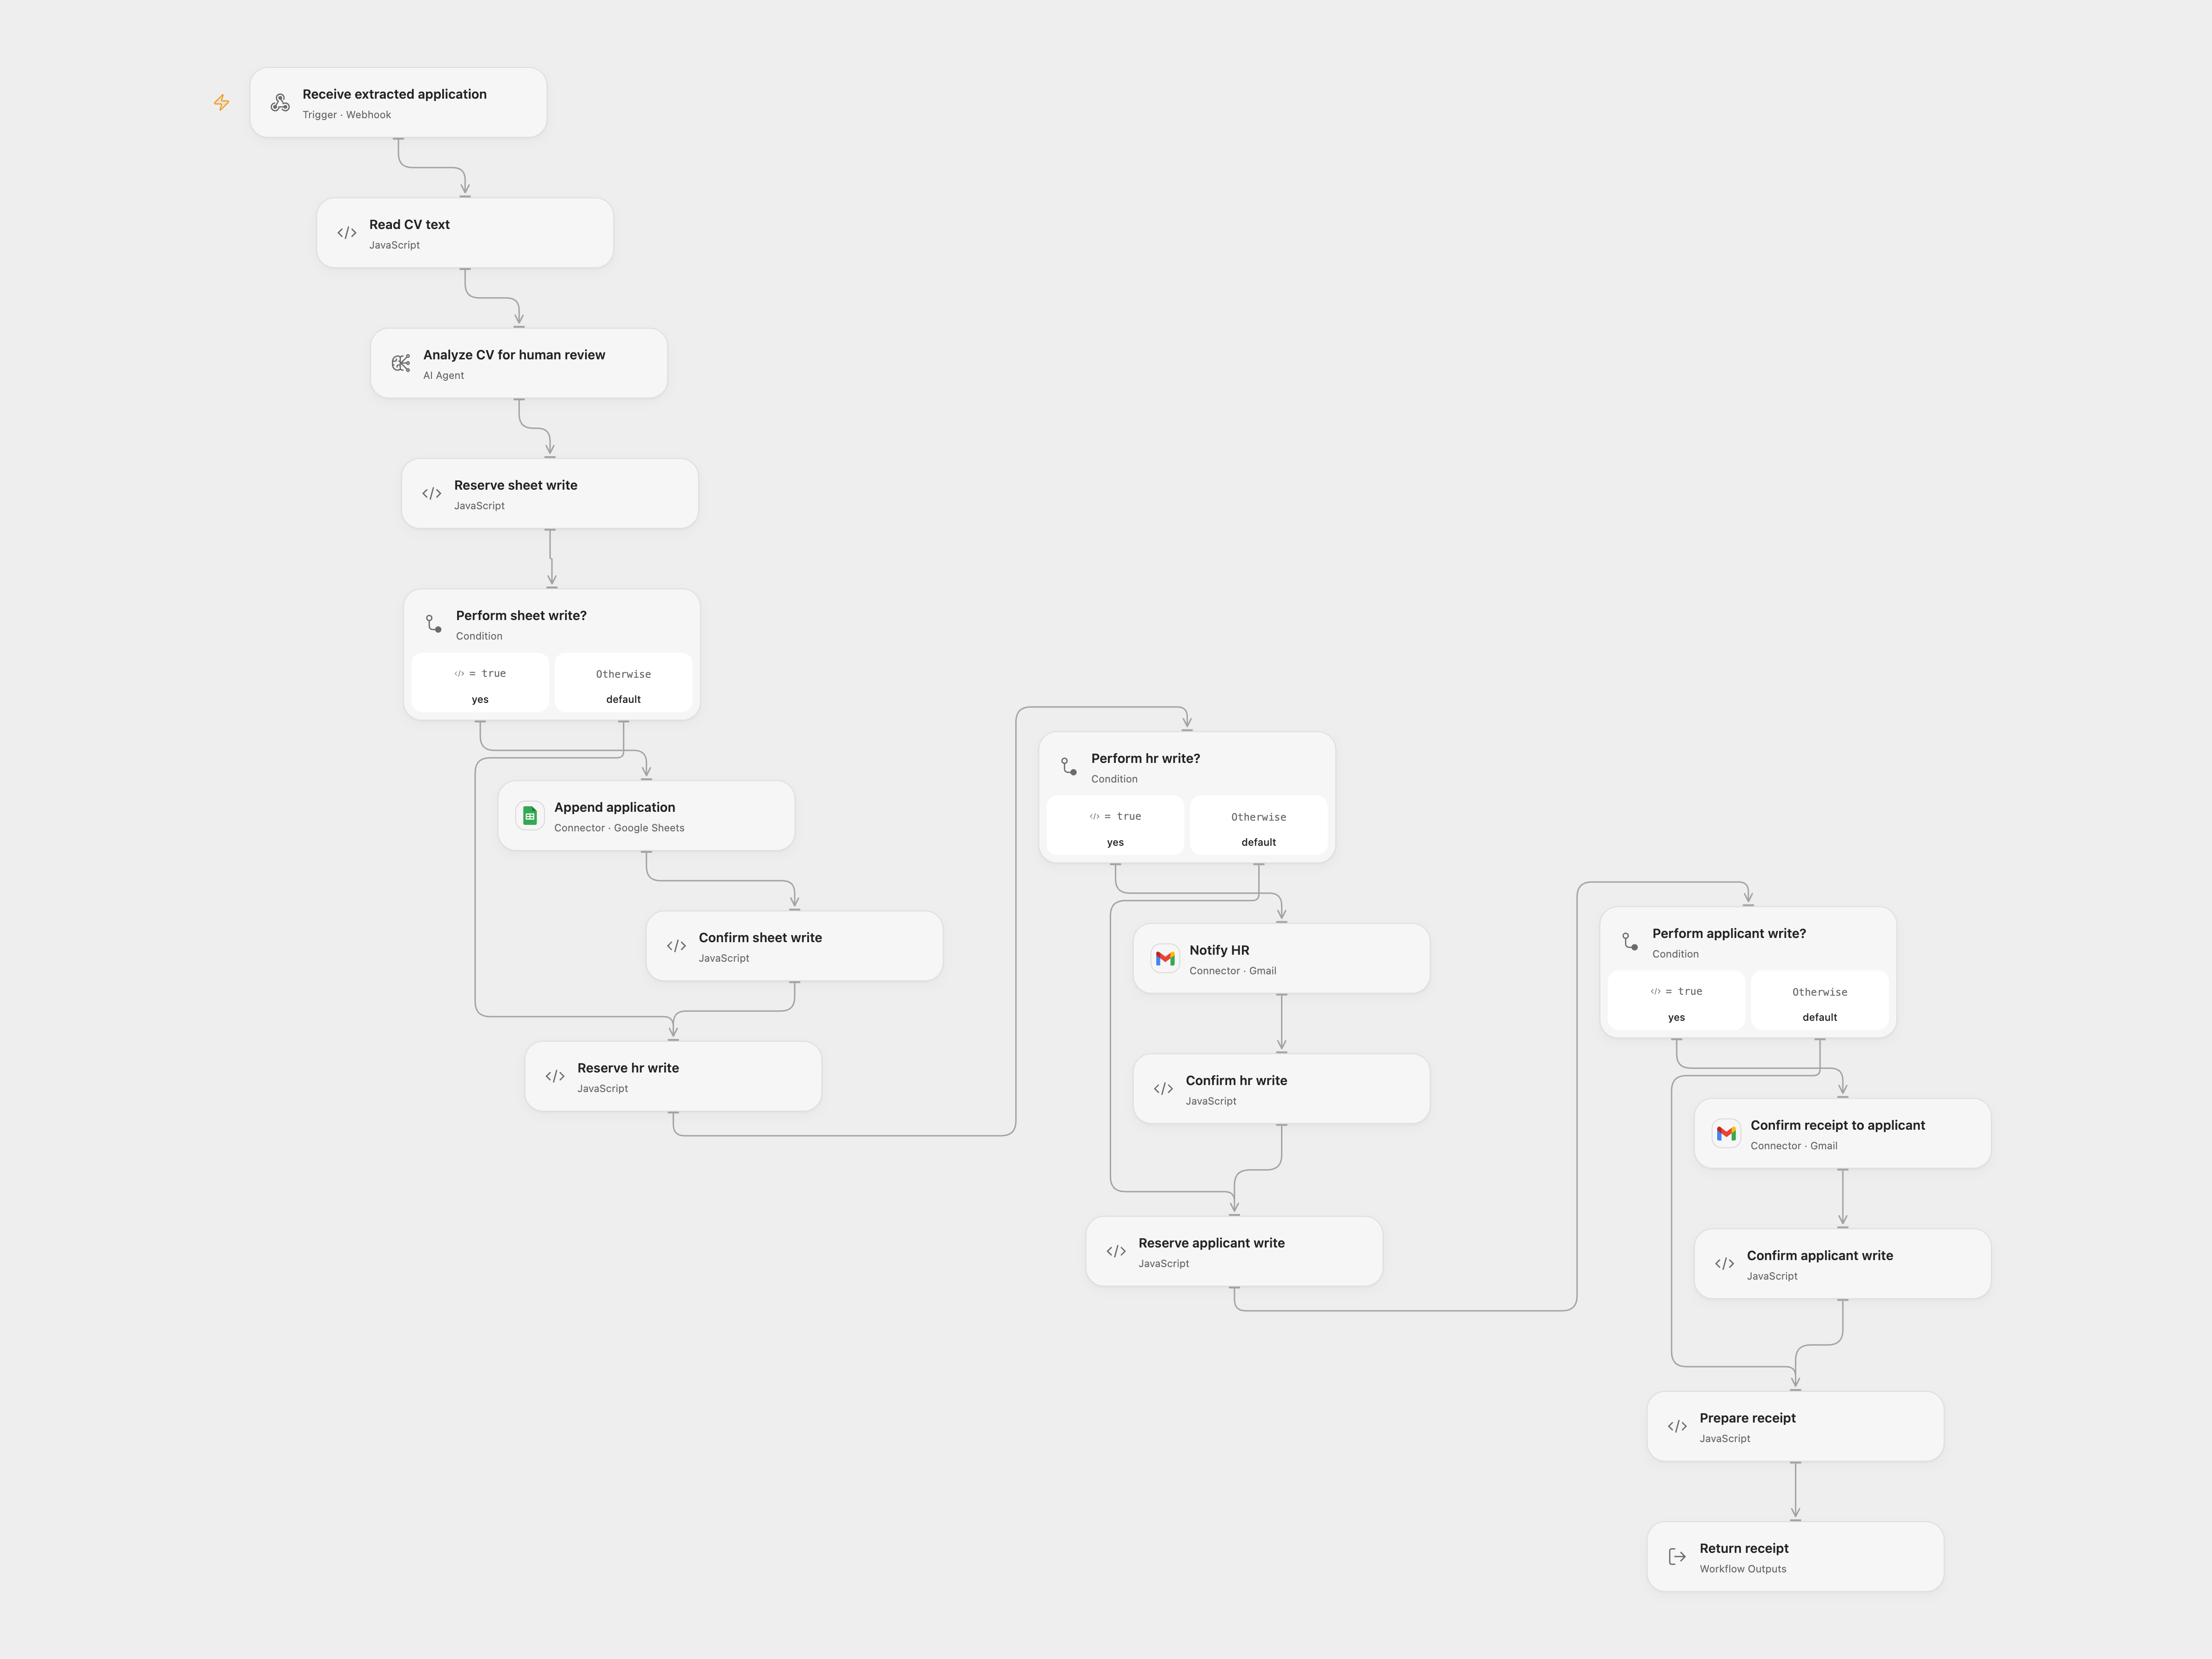 Receive extracted application
Trigger · Webhook
Read CV text
JavaScript
Analyze CV for human review
AI Agent
Reserve sheet write
JavaScript
Perform sheet write?
Condition
</> = true
Otherwise
yes
default
Append application
Connector · Google Sheets
Confirm sheet write
JavaScript
Reserve hr write
JavaScript
Perform hr write?
Condition
</> = true
Otherwise
yes
default
Notify HR
Connector · Gmail
Confirm hr write
JavaScript
Reserve applicant write
JavaScript
Perform applicant write?
Condition
</> = true
Otherwise
yes
default
Confirm receipt to applicant
Connector · Gmail
Confirm applicant write
JavaScript
Prepare receipt
JavaScript
Return receipt
Workflow Outputs